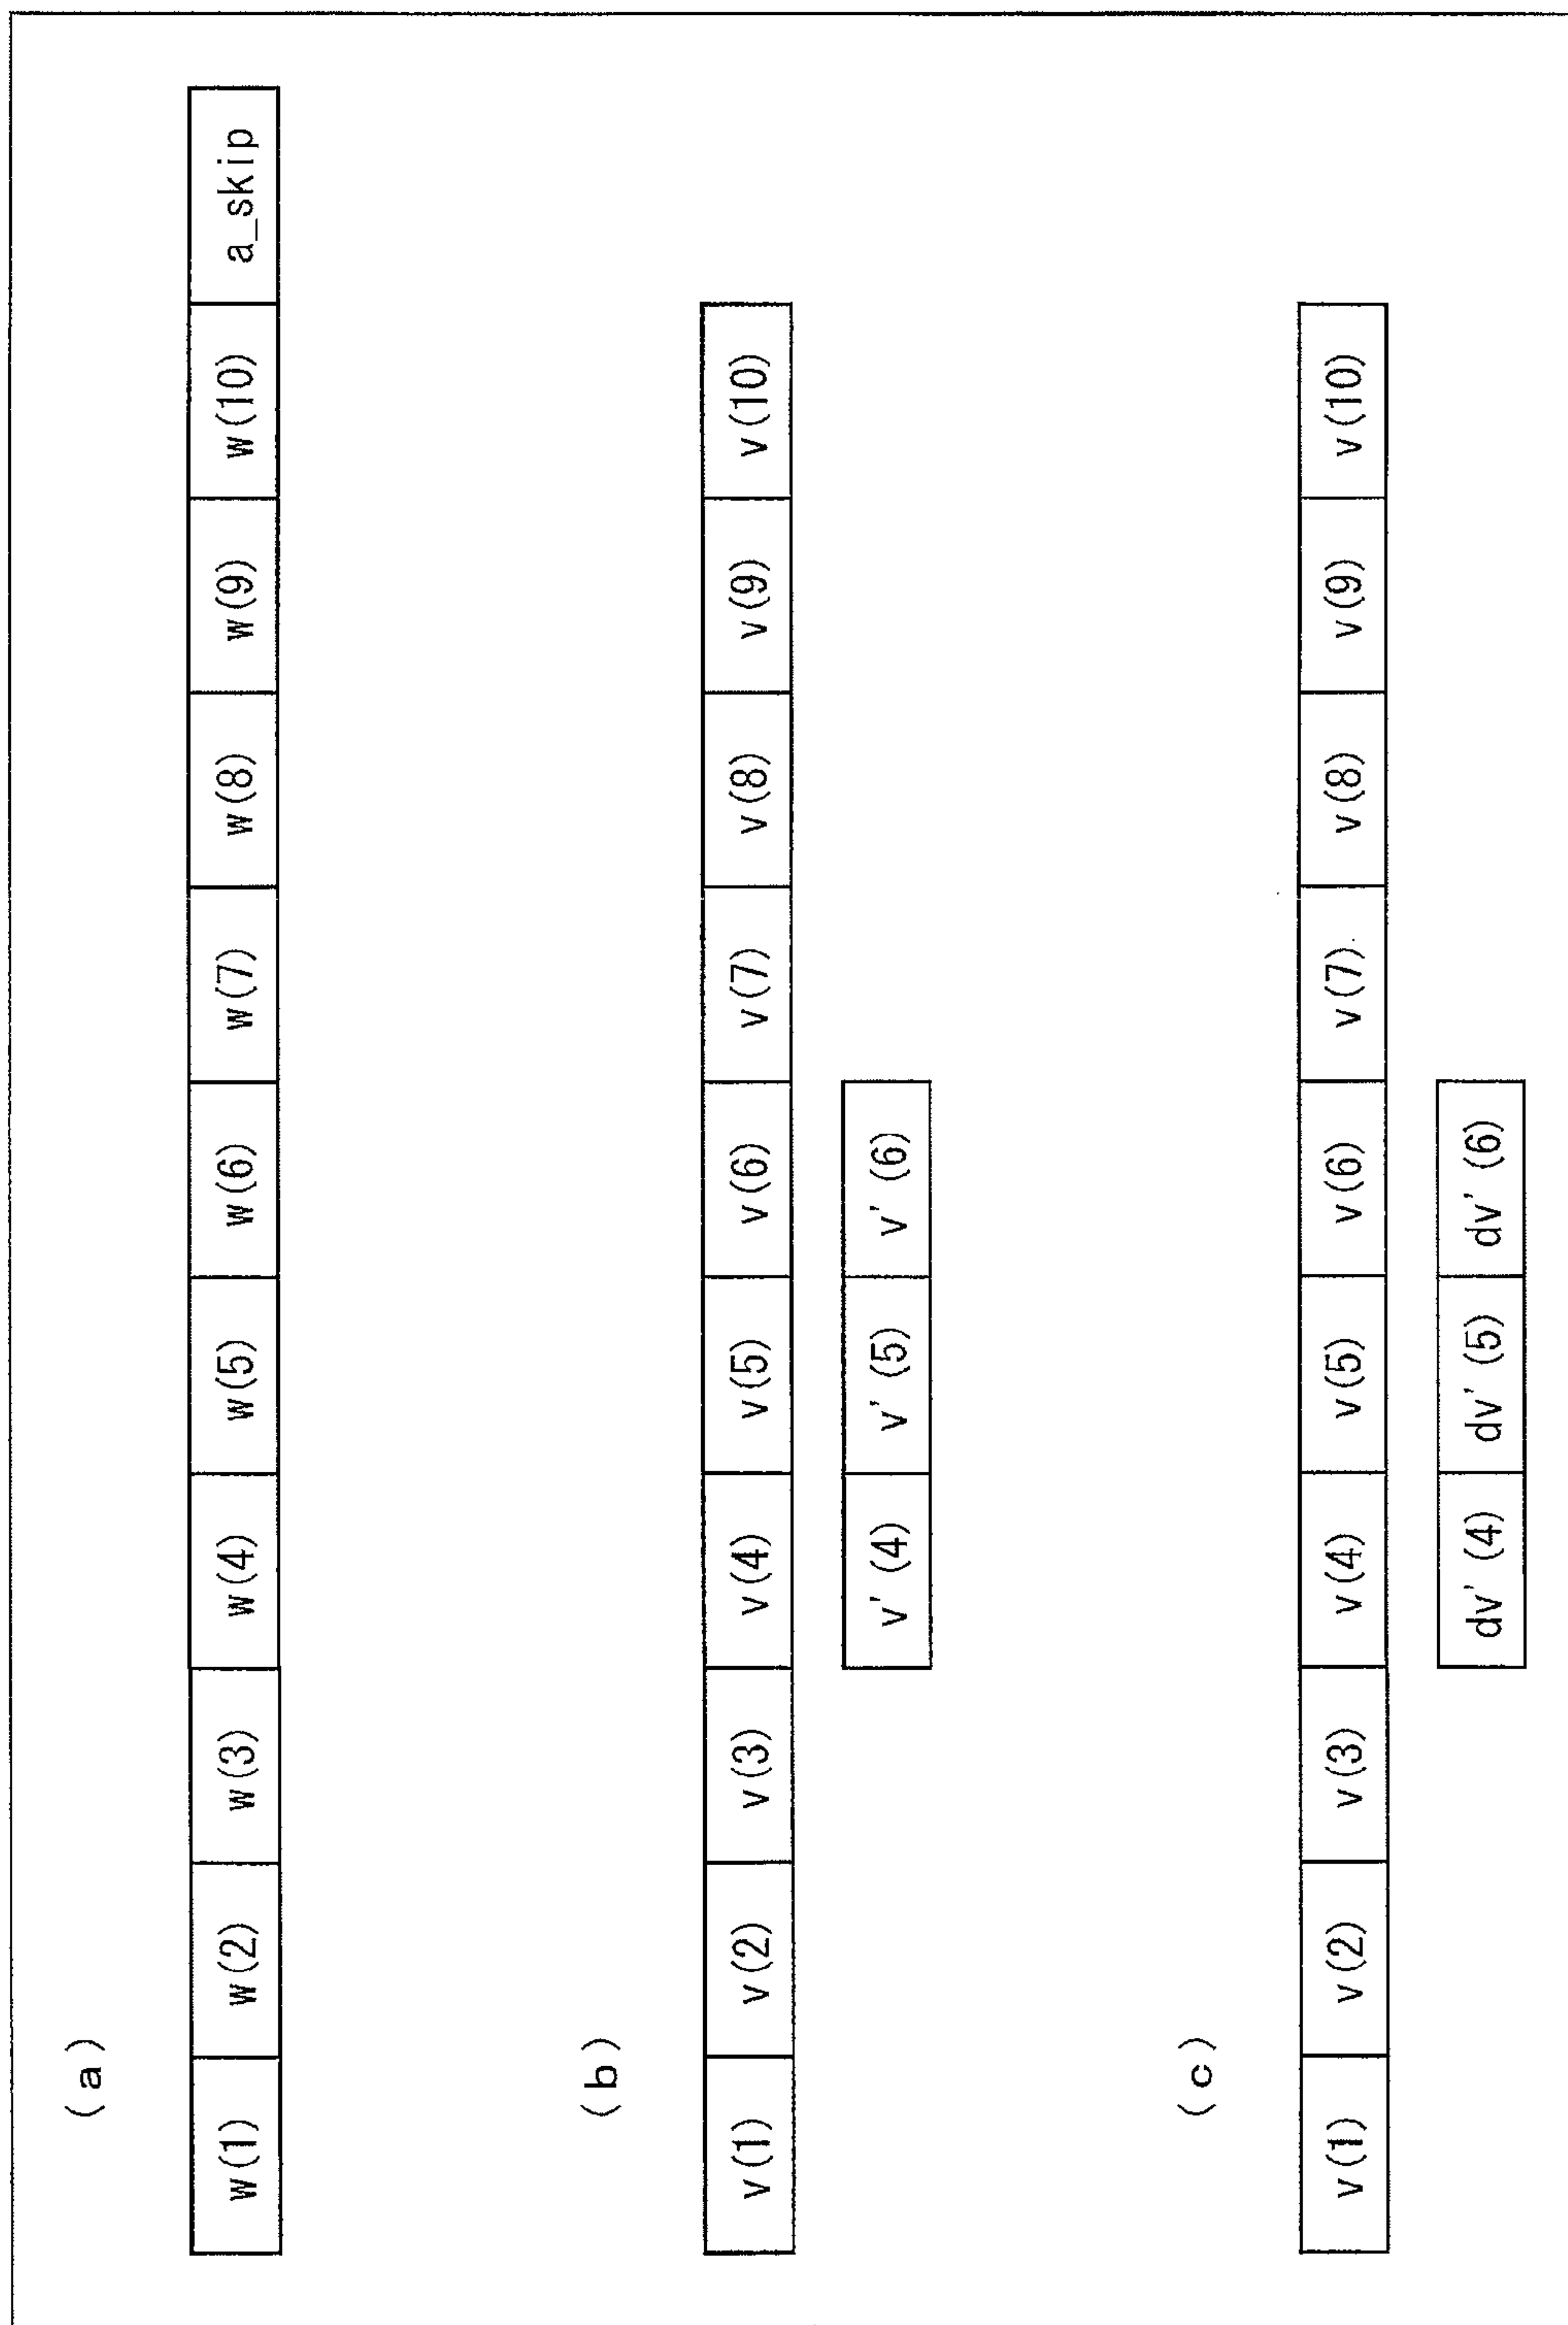 (a)
w(1) w(2) w(3) w(4) w(5) w(6) w(7) w(8) w(9) w(10) a_skip
(b)
v(1) v(2) v(3) v(4) v(5) v(6) v(7) v(8) v(9) v(10)
v'(4) v'(5) v'(6)
(c)
v(1) v(2) v(3) v(4) v(5) v(6) v(7) v(8) v(9) v(10)
dv'(4) dv'(5) dv'(6)